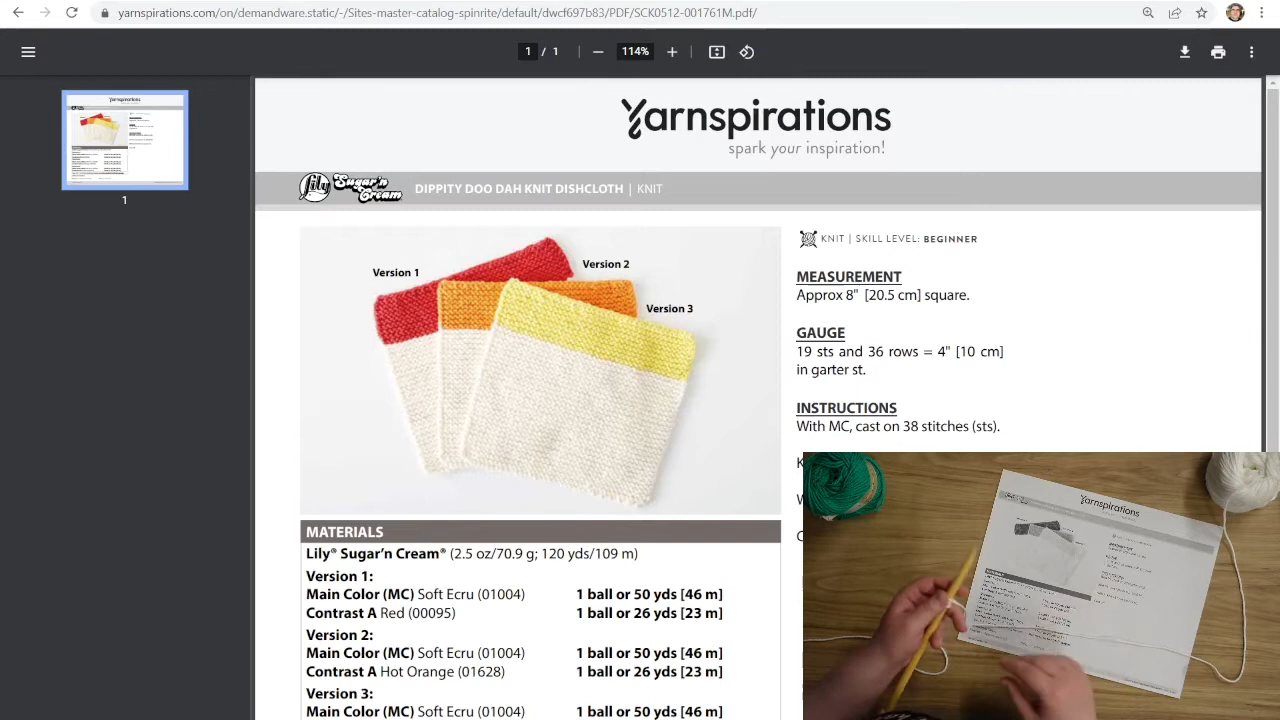 yarnspirations.com/on/demandware.static/-/Sites-master-catalog-spinrite/default/dwcf697b83/PDF/SCK0512-001761M.pdf/
1 / 1
114%
1
Yarnspirations
spark your inspiration!
Lily Sugar'n Cream
DIPPITY DOO DAH KNIT DISHCLOTH | KNIT
Version 1
Version 2
Version 3
MATERIALS
Lily® Sugar'n Cream® (2.5 oz/70.9 g; 120 yds/109 m)
Version 1:
Main Color (MC) Soft Ecru (01004) 1 ball or 50 yds [46 m]
Contrast A Red (00095) 1 ball or 26 yds [23 m]
Version 2:
Main Color (MC) Soft Ecru (01004) 1 ball or 50 yds [46 m]
Contrast A Hot Orange (01628) 1 ball or 26 yds [23 m]
Version 3:
Main Color (MC) Soft Ecru (01004) 1 ball or 50 yds [46 m]
KNIT | SKILL LEVEL: BEGINNER
MEASUREMENT
Approx 8" [20.5 cm] square.
GAUGE
19 sts and 36 rows = 4" [10 cm]
in garter st.
INSTRUCTIONS
With MC, cast on 38 stitches (sts).
Yarnspirations